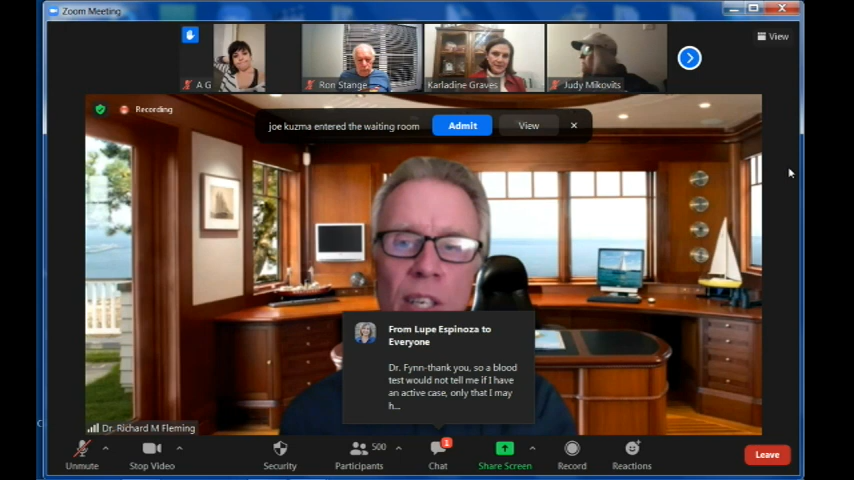 Zoom Meeting
View
A G
Ron Stange
Karladine Graves
Judy Mikovits
Recording
joe kuzma entered the waiting room
Admit
View
From Lupe Espinoza to
Everyone
Dr. Fynn-thank you, so a blood
test would not tell me if I have
an active case, only that I may
h...
Dr. Richard M Fleming
500
1
Unmute
Stop Video
Security
Participants
Chat
Share Screen
Record
Reactions
Leave